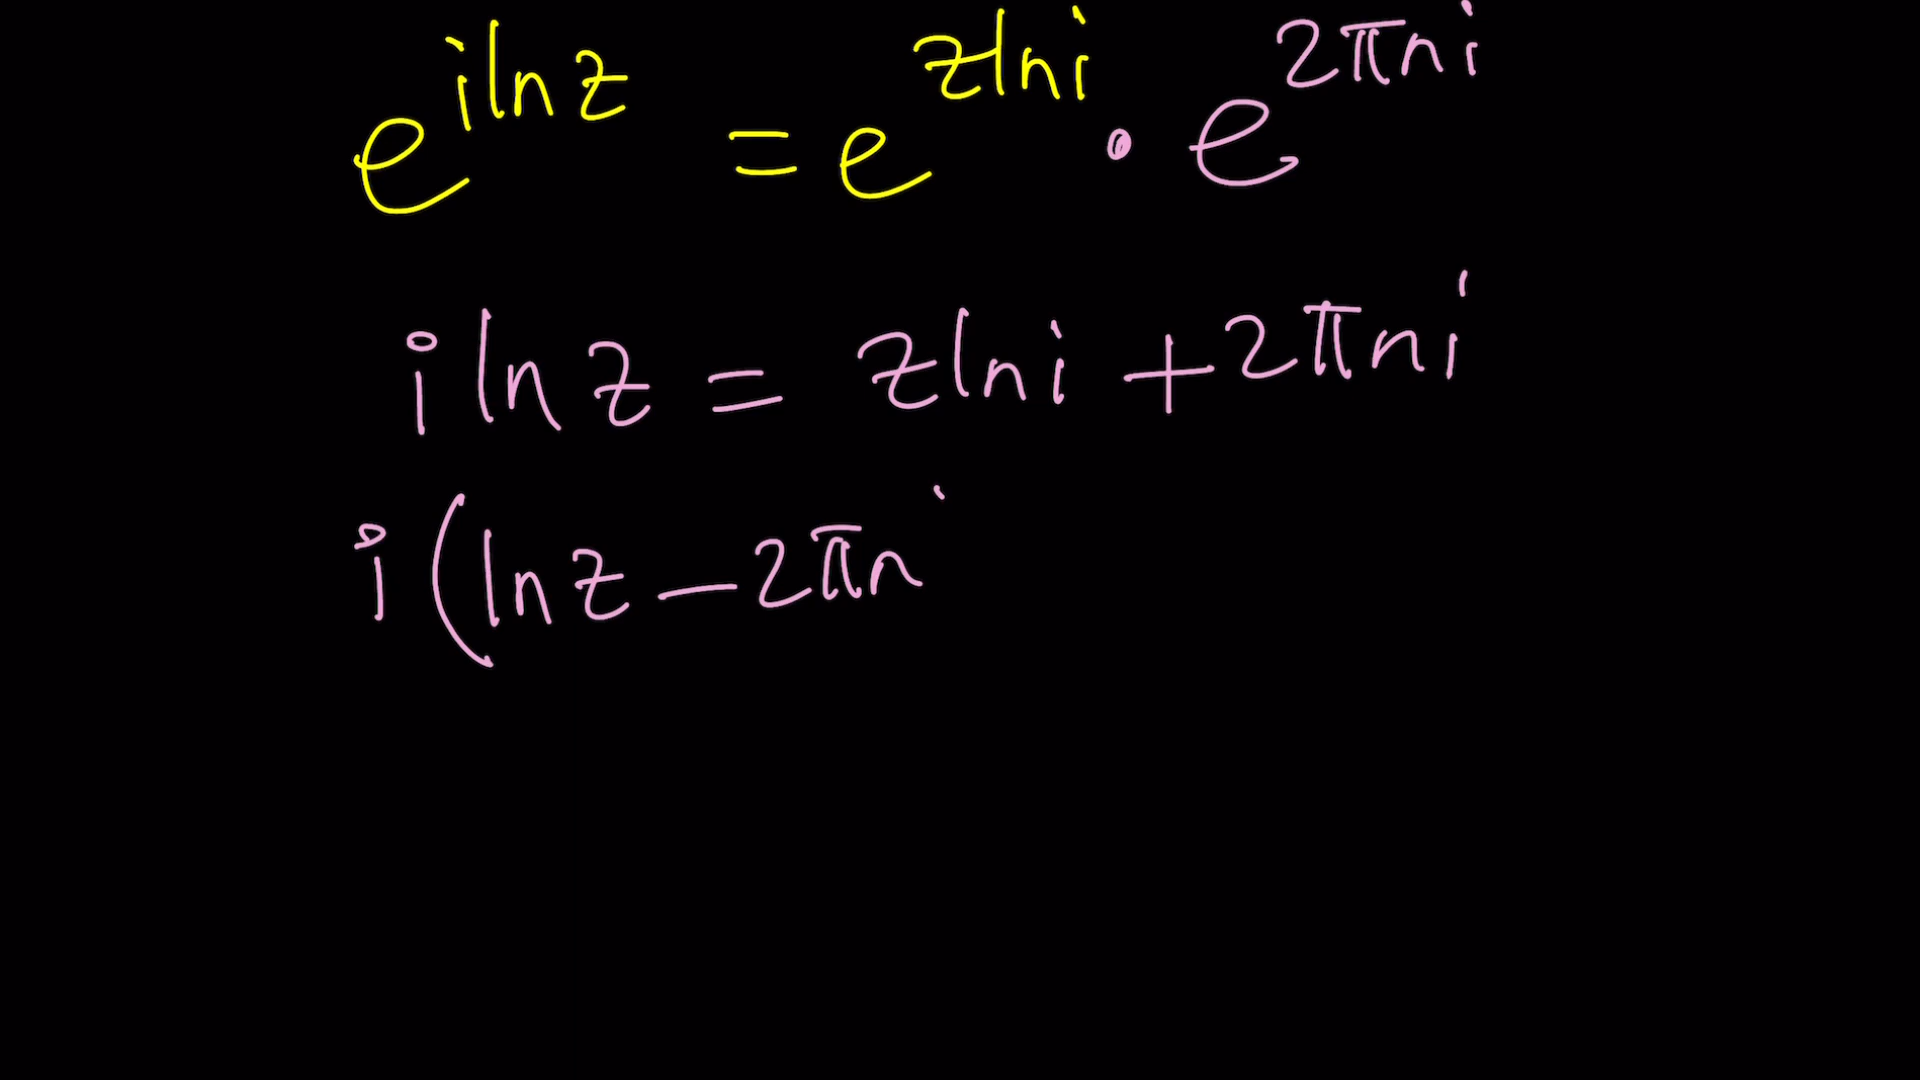 e^{i ln z} = e^{z ln i} · e^{2πni}
i ln z = z ln i + 2πni
i(ln z − 2πn